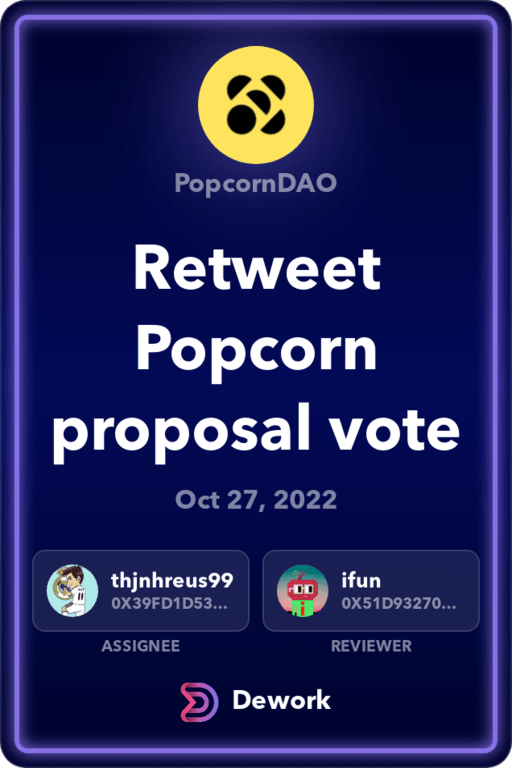 PopcornDAO
Retweet
Popcorn
proposal vote
Oct 27, 2022
thjnhreus99
0X39FD1D53...
ASSIGNEE
ifun
0X51D93270...
REVIEWER
Dework